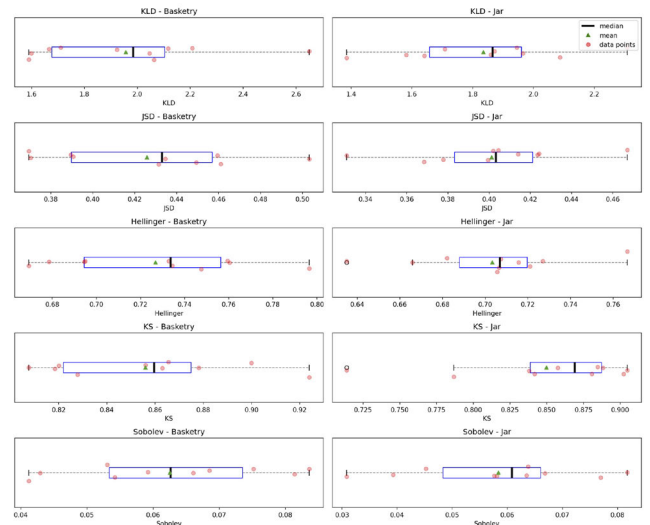 KLD - Basketry
1.6 1.8 2.0 2.2 2.4 2.6
KLD
KLD - Jar
median
mean
data points
1.4 1.6 1.8 2.0 2.2
KLD
JSD - Basketry
0.38 0.40 0.42 0.44 0.46 0.48 0.50
JSD
JSD - Jar
0.34 0.36 0.38 0.40 0.42 0.44 0.46
JSD
Hellinger - Basketry
0.68 0.70 0.72 0.74 0.76 0.78 0.80
Hellinger
Hellinger - Jar
0.64 0.66 0.68 0.70 0.72 0.74 0.76
Hellinger
KS - Basketry
0.82 0.84 0.86 0.88 0.90 0.92
KS
KS - Jar
0.725 0.750 0.775 0.800 0.825 0.850 0.875 0.900
KS
Sobolev - Basketry
0.04 0.05 0.06 0.07 0.08
Sobolev
Sobolev - Jar
0.03 0.04 0.05 0.06 0.07 0.08
Sobolev